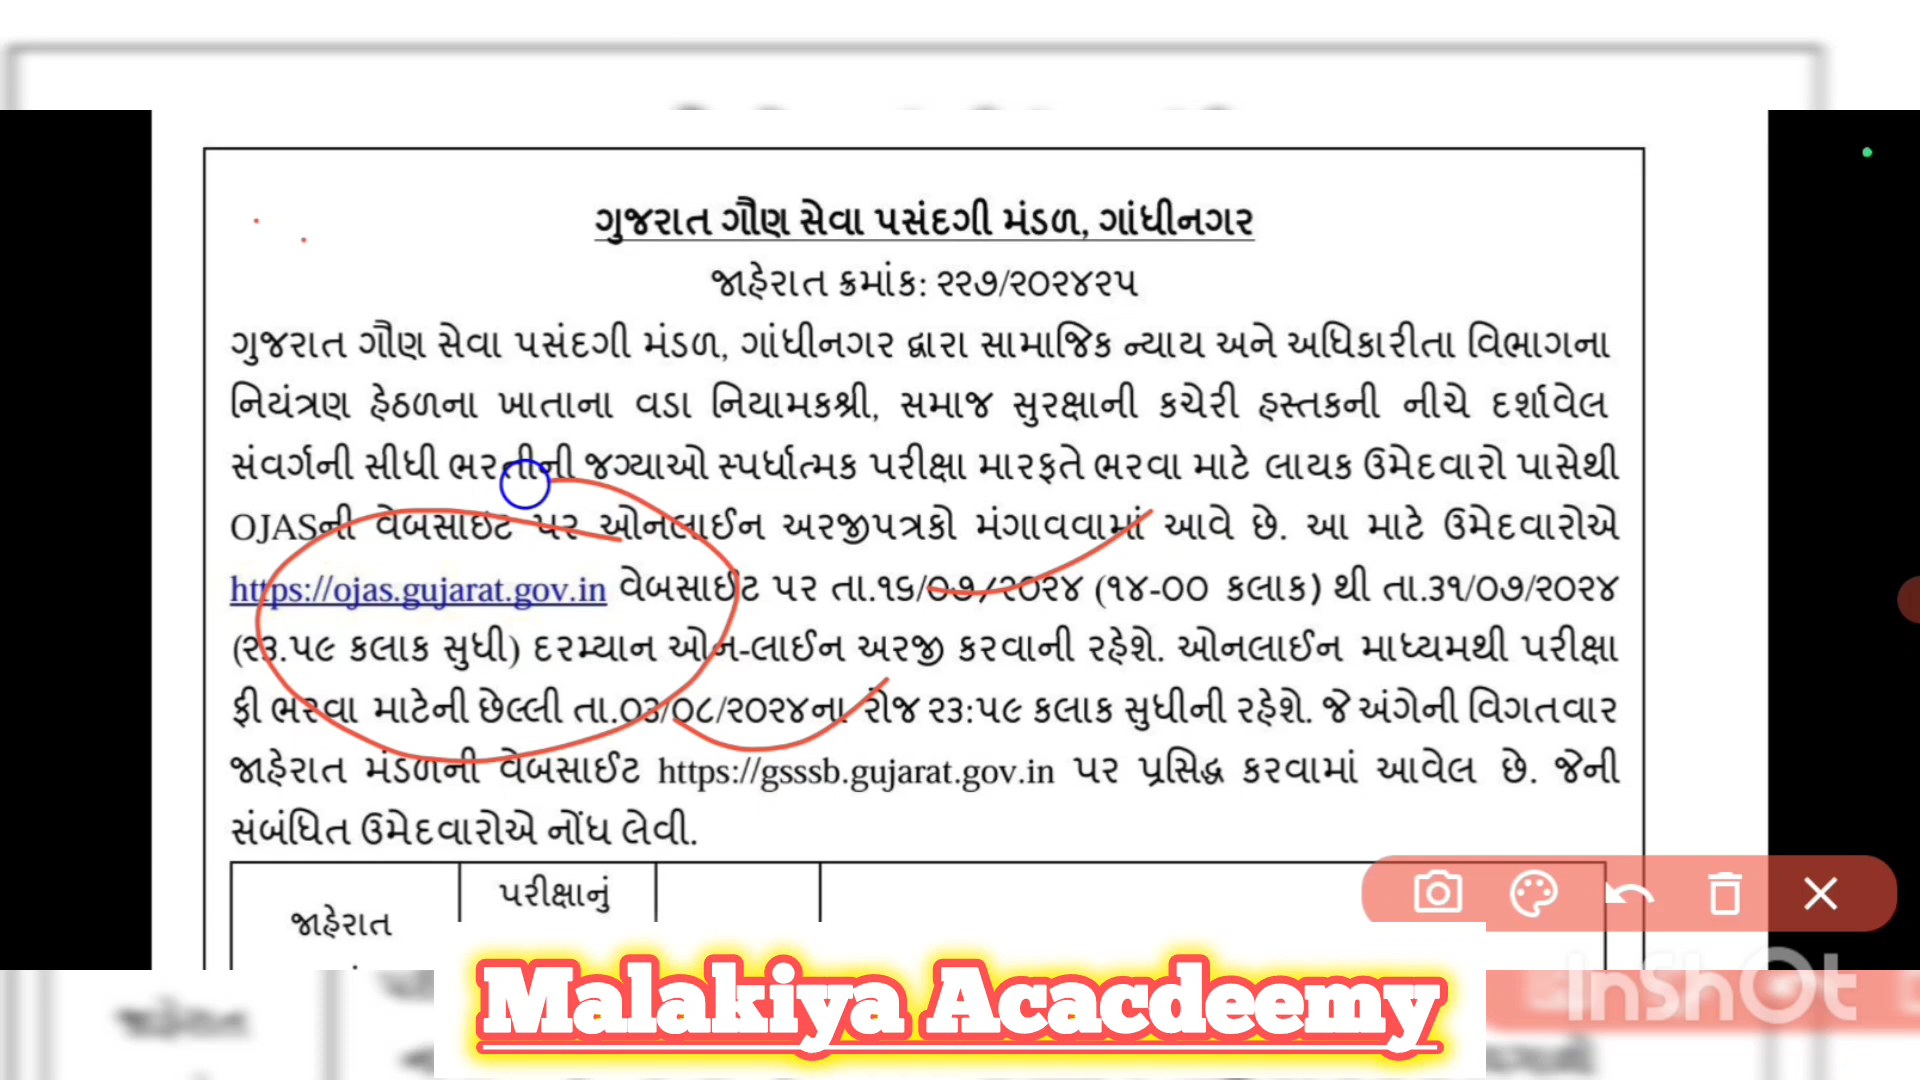 ગુજરાત ગૌણ સેવા પસંદગી મંડળ, ગાંધીનગર
જાહેરાત ક્રમાંક: ૨૨૭/૨૦૨૪૨૫
ગુજરાત ગૌણ સેવા પસંદગી મંડળ, ગાંધીનગર દ્વારા સામાજિક ન્યાય અને અધિકારીતા વિભાગના
નિયંત્રણ હેઠળના ખાતાના વડા નિયામકશ્રી, સમાજ સુરક્ષાની કચેરી હસ્તકની નીચે દર્શાવેલ
સંવર્ગની સીધી ભરતીની જગ્યાઓ સ્પર્ધાત્મક પરીક્ષા મારફતે ભરવા માટે લાયક ઉમેદવારો પાસેથી
OJASની વેબસાઇટ પર ઓનલાઈન અરજીપત્રકો મંગાવવામાં આવે છે. આ માટે ઉમેદવારોએ
https://ojas.gujarat.gov.in વેબસાઈટ પર તા.૧૬/૦૭/૨૦૨૪ (૧૪-૦૦ કલાક) થી તા.૩૧/૦૭/૨૦૨૪
(૨૩.૫૯ કલાક સુધી) દરમ્યાન ઓન-લાઈન અરજી કરવાની રહેશે. ઓનલાઈન માધ્યમથી પરીક્ષા
ફી ભરવા માટેની છેલ્લી તા.૦૩/૦૮/૨૦૨૪ના રોજ ૨૩:૫૯ કલાક સુધીની રહેશે. જે અંગેની વિગતવાર
જાહેરાત મંડળની વેબસાઈટ https://gsssb.gujarat.gov.in પર પ્રસિદ્ધ કરવામાં આવેલ છે. જેની
સંબંધિત ઉમેદવારોએ નોંધ લેવી.
પરીક્ષાનું
જાહેરાત
Malakiya Acacdeemy
InShOt
જાહેરાત